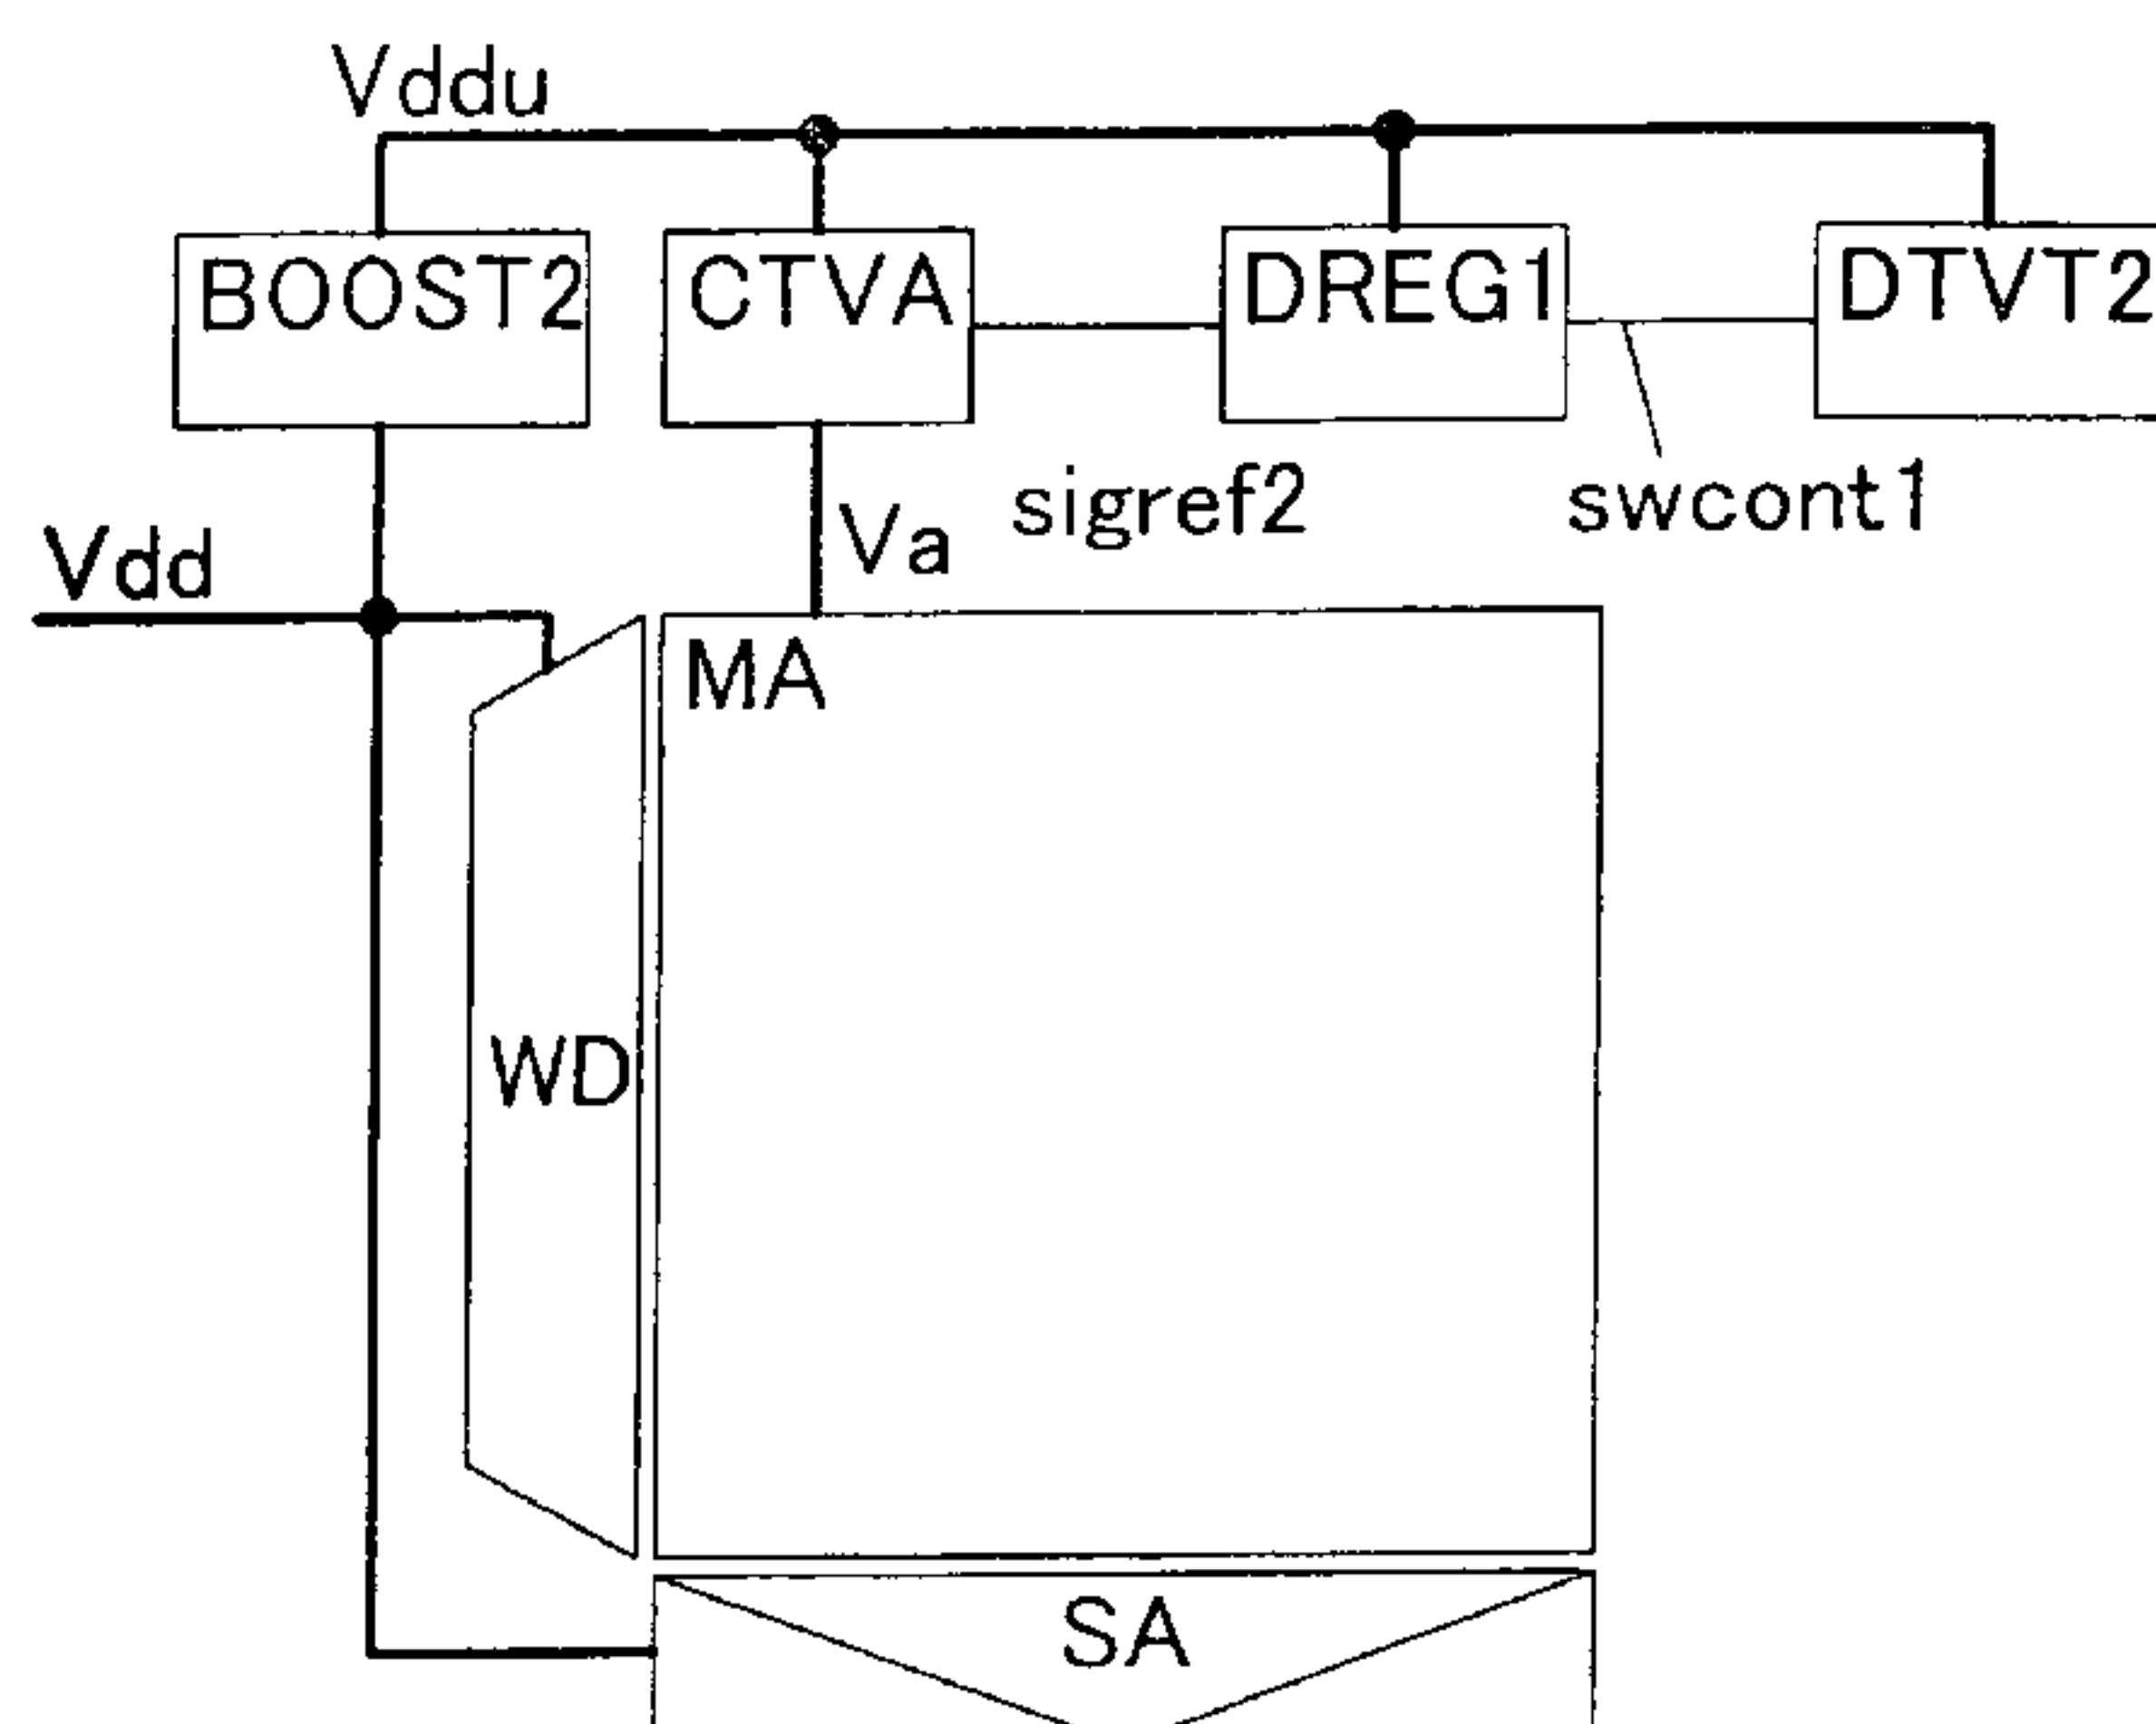 Vddu
BOOST2 CTVA DREG1 DTVT2
sigref2 swcont1
Vdd Va
MA
WD
SA